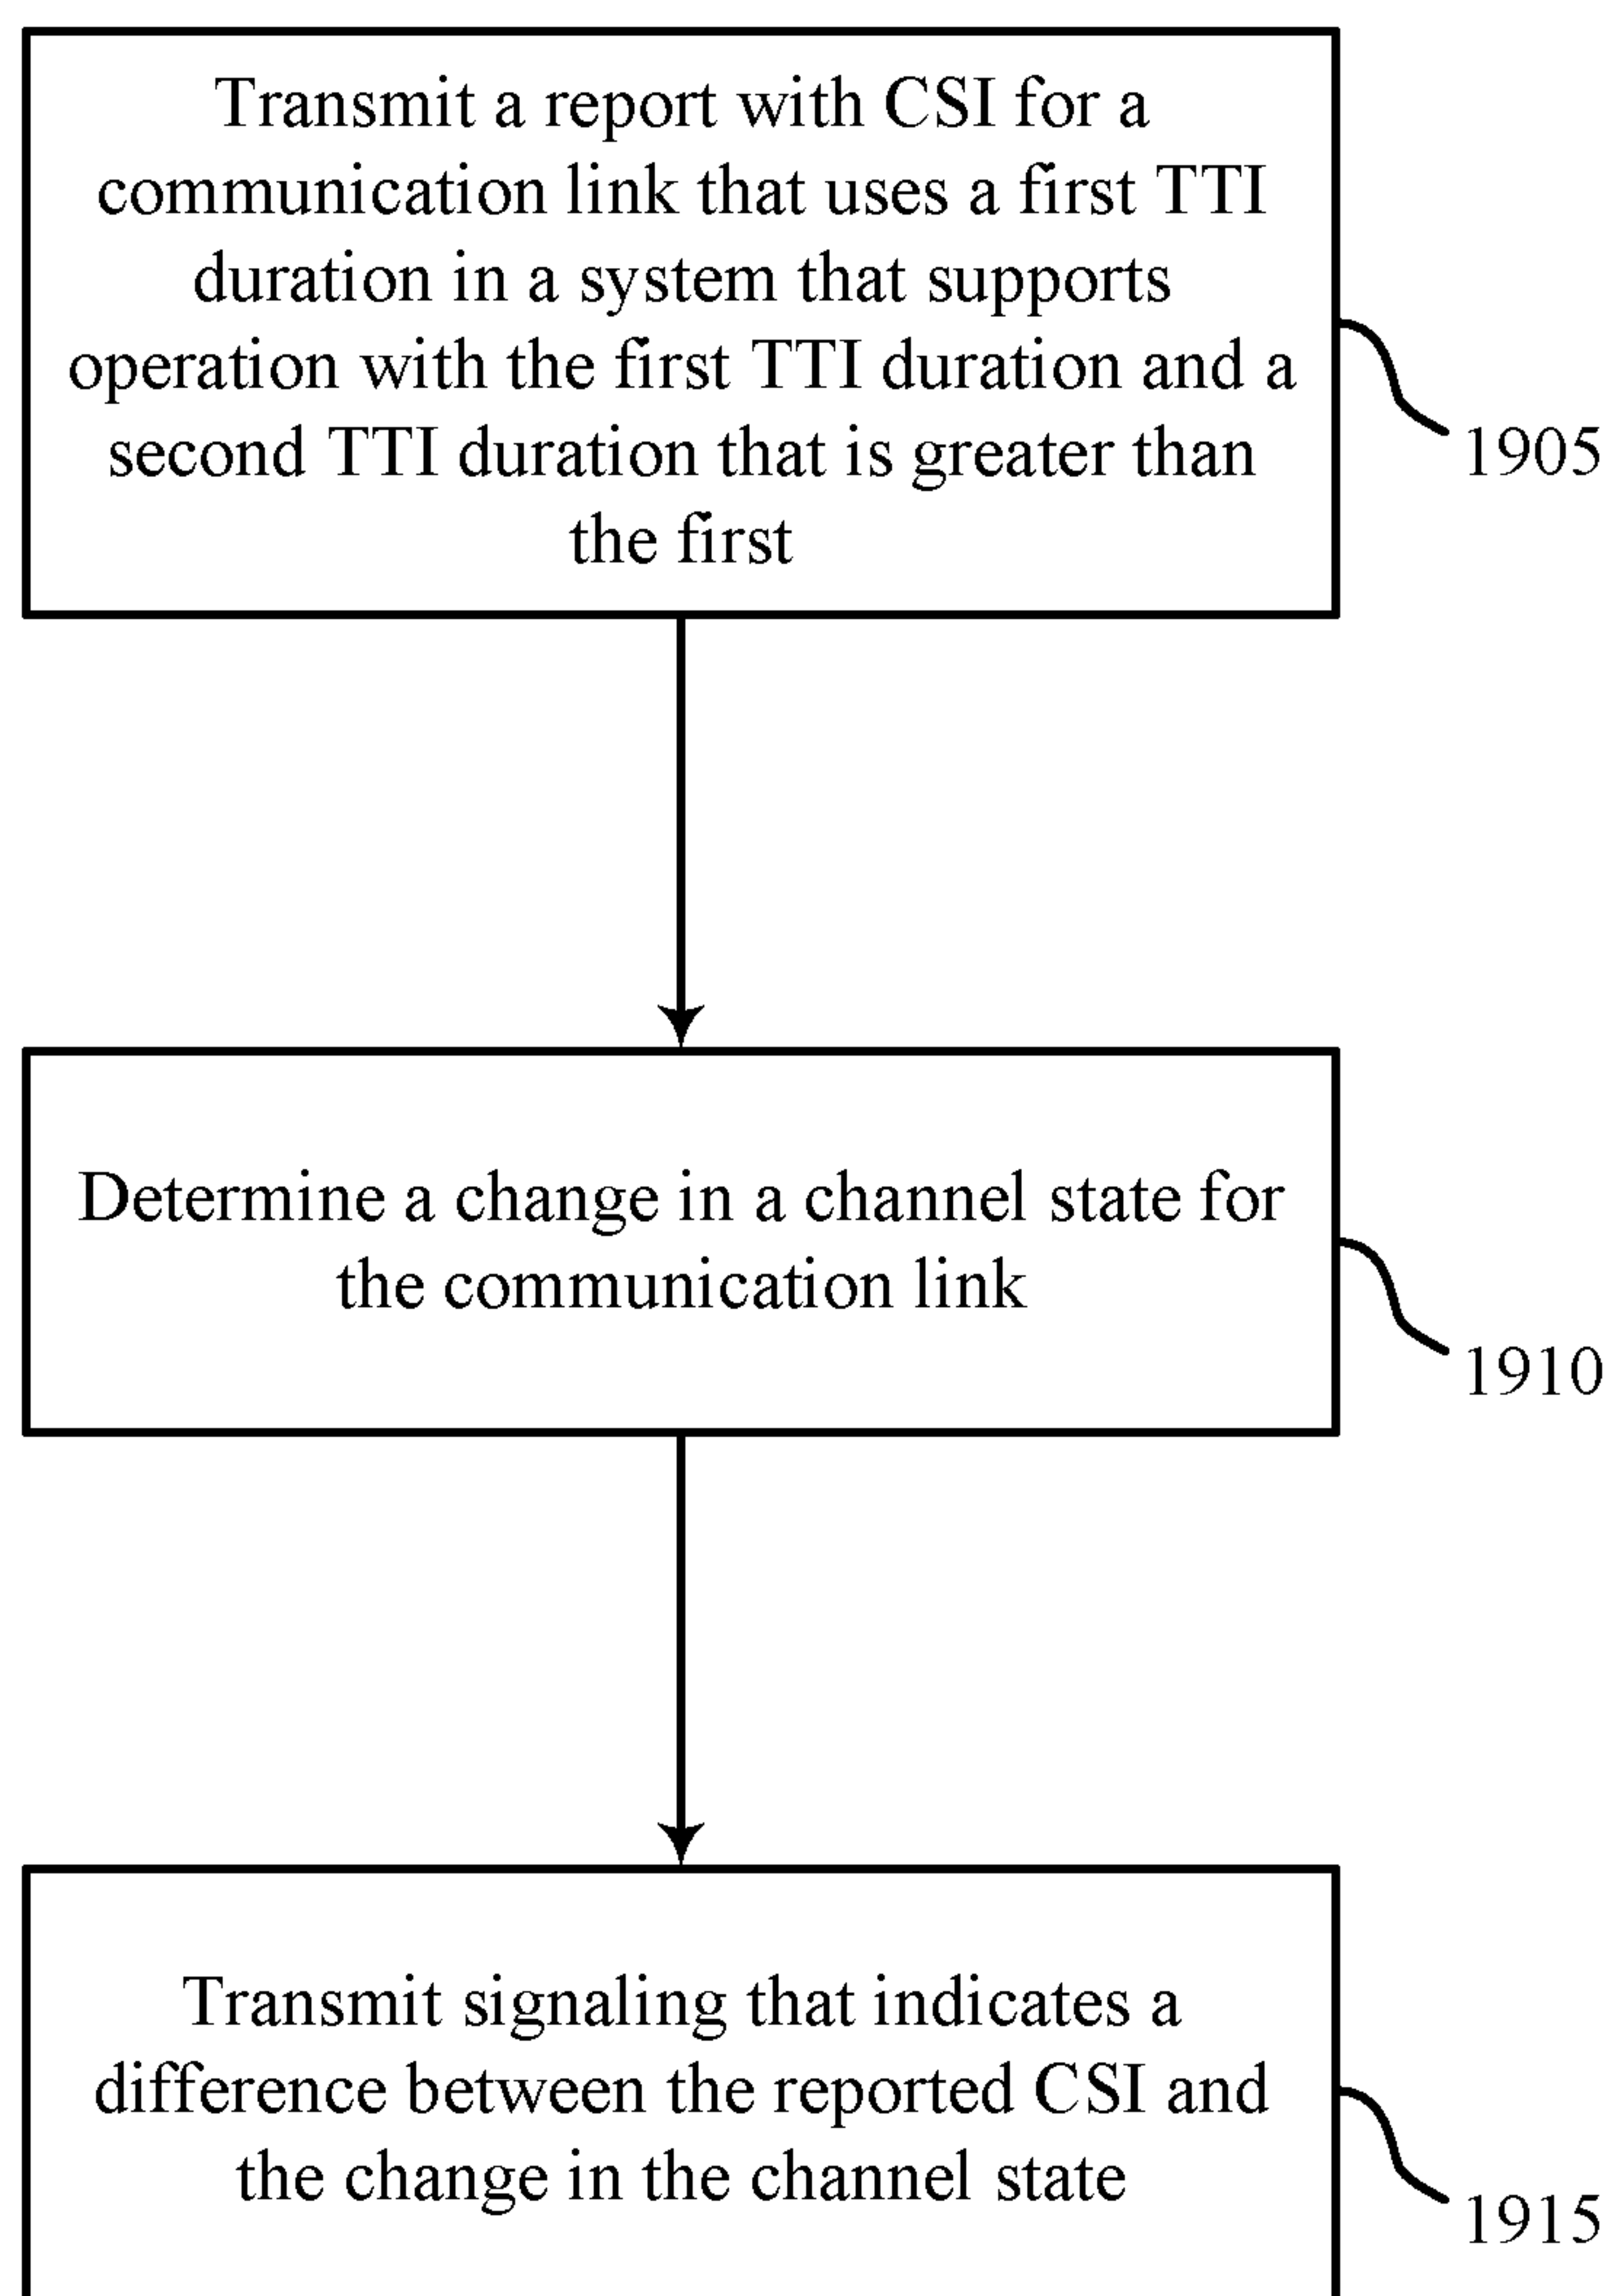 Transmit a report with CSI for a
communication link that uses a first TTI
duration in a system that supports
operation with the first TTI duration and a
second TTI duration that is greater than
the first
1905
Determine a change in a channel state for
the communication link
1910
Transmit signaling that indicates a
difference between the reported CSI and
the change in the channel state
1915